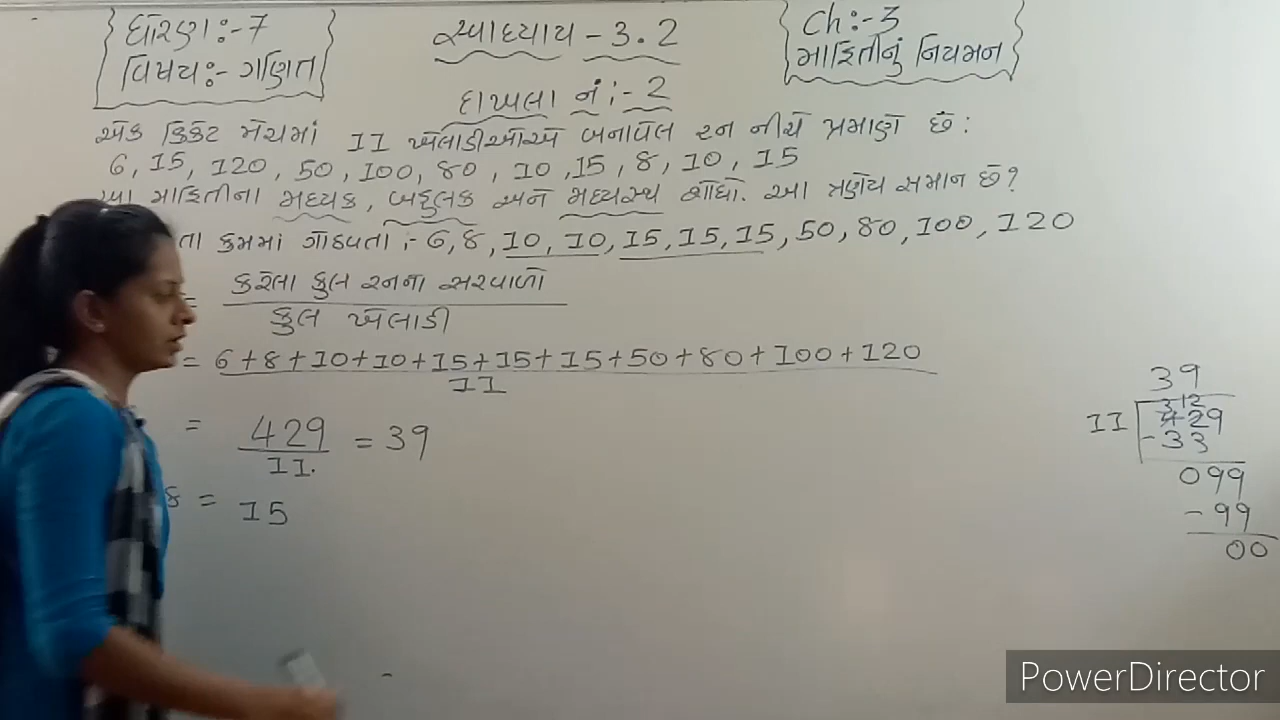 ધોરણ:-7
વિષય:- ગણિત
સ્વાધ્યાય - 3.2
Ch:-3
માહિતીનું નિયમન
દાખલા નં:- 2
એક ક્રિકેટ મેચમાં 11 ખેલાડીઓએ બનાવેલ રન નીચે પ્રમાણે છે:
6, 15, 120, 50, 100, 80, 10, 15, 8, 10, 15
આ માહિતીના મધ્યક, બહુલક અને મધ્યસ્થ શોધો. આ ત્રણેય સમાન છે?
તા ક્રમમાં ગોઠવતા :- 6, 8, 10, 10, 15, 15, 15, 50, 80, 100, 120
= કરેલા કુલ રનના સરવાળો
કુલ ખેલાડી
= 6+8+10+10+15+15+15+50+80+100+120
11
= 429 = 39
11.
ક = 15
39
3 12
11 429
-33
099
-99
00
PowerDirector